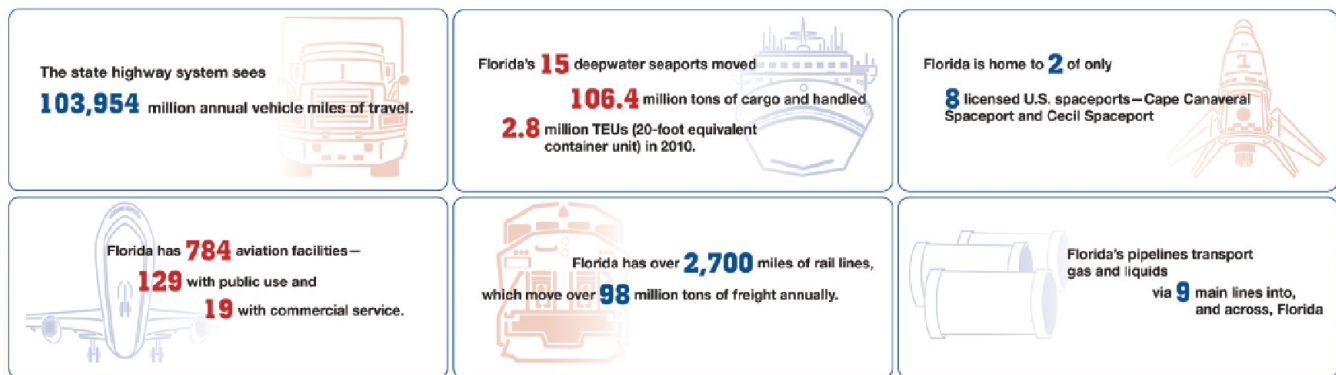 The state highway system sees
103,954 million annual vehicle miles of travel.
Florida's 15 deepwater seaports moved
106.4 million tons of cargo and handled
2.8 million TEUs (20-foot equivalent
container unit) in 2010.
Florida is home to 2 of only
8 licensed U.S. spaceports—Cape Canaveral
Spaceport and Cecil Spaceport
1
Florida has 784 aviation facilities—
129 with public use and
19 with commercial service.
Florida has over 2,700 miles of rail lines,
which move over 98 million tons of freight annually.
Florida's pipelines transport
gas and liquids
via 9 main lines into,
and across, Florida